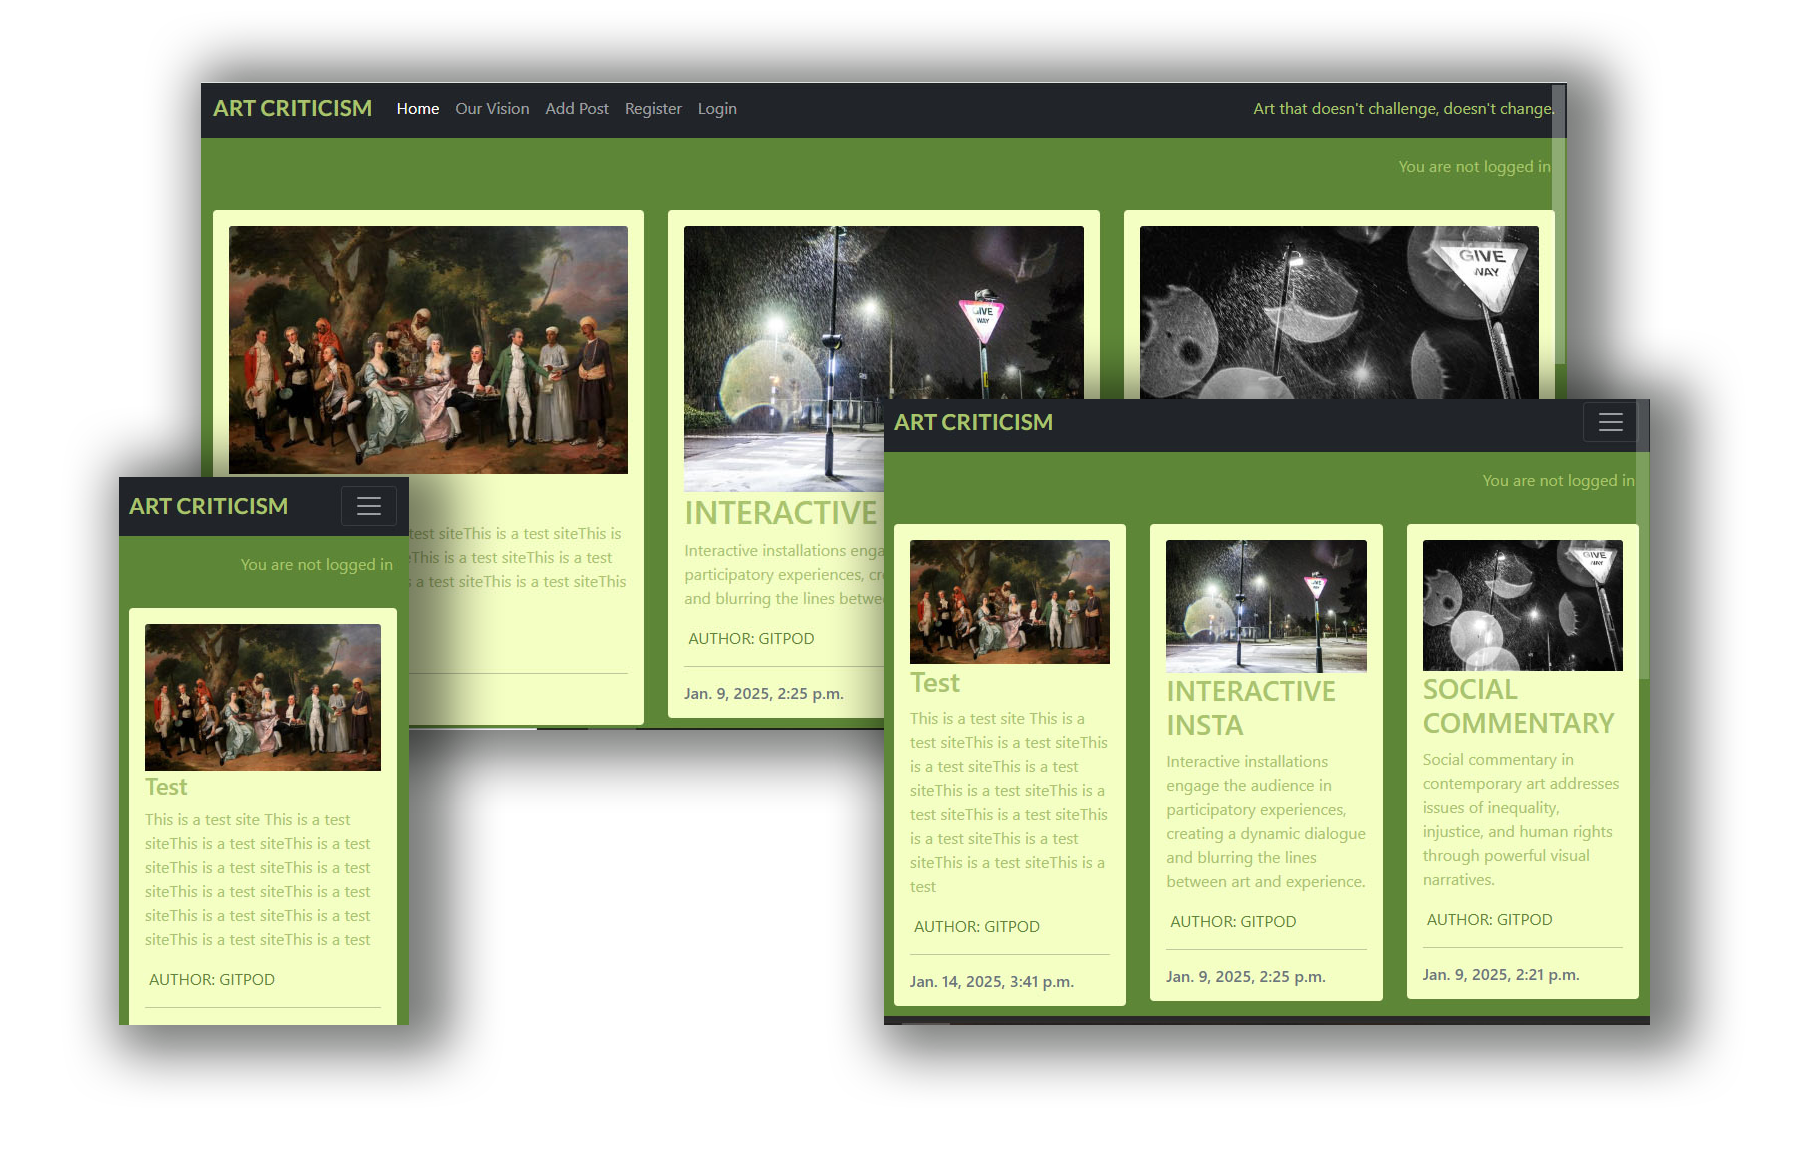 ART CRITICISM Home Our Vision Add Post Register Login Art that doesn't challenge, doesn't change.
You are not logged in
GIVE
WAY
GIVE
WAY
test siteThis is a test siteThis is
This is a test siteThis is a test
s a test siteThis is a test siteThis
INTERACTIVE
Interactive installations enga
participatory experiences, cr
and blurring the lines betwe
AUTHOR: GITPOD
Jan. 9, 2025, 2:25 p.m.
ART CRITICISM
You are not logged in
Test
This is a test site This is a test
siteThis is a test siteThis is a test
siteThis is a test siteThis is a test
siteThis is a test siteThis is a test
siteThis is a test siteThis is a test
siteThis is a test siteThis is a test
AUTHOR: GITPOD
ART CRITICISM
You are not logged in
Test
This is a test site This is a
test siteThis is a test siteThis
is a test siteThis is a test
siteThis is a test siteThis is a
test siteThis is a test siteThis
is a test siteThis is a test
siteThis is a test siteThis is a
test
AUTHOR: GITPOD
Jan. 14, 2025, 3:41 p.m.
GIVE
WAY
INTERACTIVE
INSTA
Interactive installations
engage the audience in
participatory experiences,
creating a dynamic dialogue
and blurring the lines
between art and experience.
AUTHOR: GITPOD
Jan. 9, 2025, 2:25 p.m.
GIVE
WAY
SOCIAL
COMMENTARY
Social commentary in
contemporary art addresses
issues of inequality,
injustice, and human rights
through powerful visual
narratives.
AUTHOR: GITPOD
Jan. 9, 2025, 2:21 p.m.